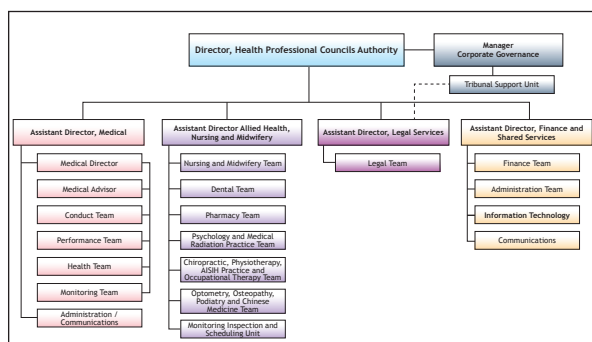 Director, Health Professional Councils Authority
Manager
Corporate Governance
Tribunal Support Unit
Assistant Director, Medical
Assistant Director Allied Health,
Nursing and Midwifery
Assistant Director, Legal Services
Assistant Director, Finance and
Shared Services
Medical Director
Medical Advisor
Conduct Team
Performance Team
Health Team
Monitoring Team
Administration /
Communications
Nursing and Midwifery Team
Dental Team
Pharmacy Team
Psychology and Medical
Radiation Practice Team
Chiropractic, Physiotherapy,
AISIH Practice and
Occupational Therapy Team
Optometry, Osteopathy,
Podiatry and Chinese
Medicine Team
Monitoring Inspection and
Scheduling Unit
Legal Team
Finance Team
Administration Team
Information Technology
Communications